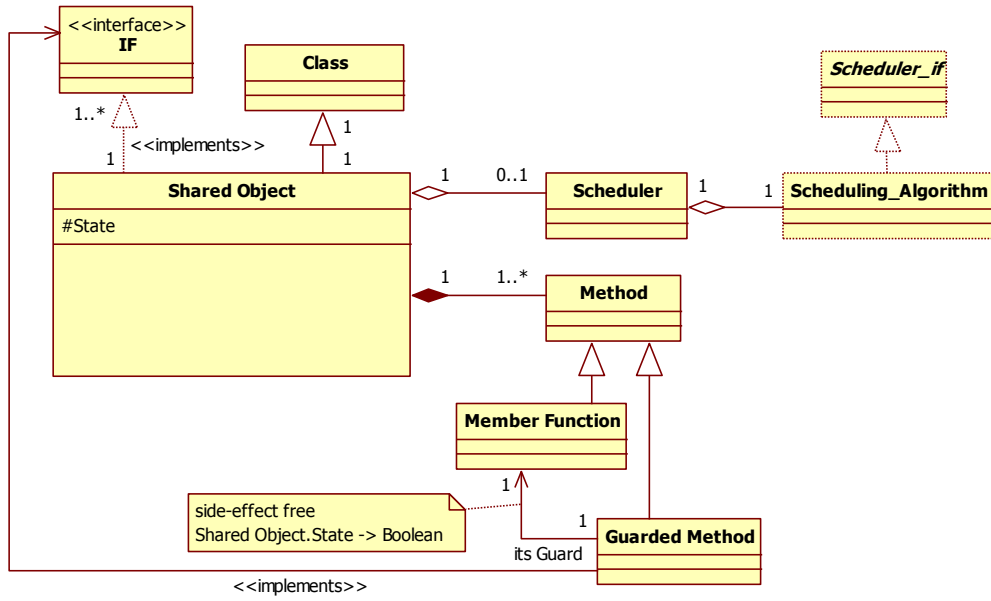 <<interface>>
IF
Class
Scheduler_if
1..*
1
<<implements>>
1
1
Shared Object
#State
1
0..1
Scheduler
1
1
Scheduling_Algorithm
1
1..*
Method
Member Function
1
side-effect free
Shared Object.State -> Boolean
1
its Guard
Guarded Method
<<implements>>